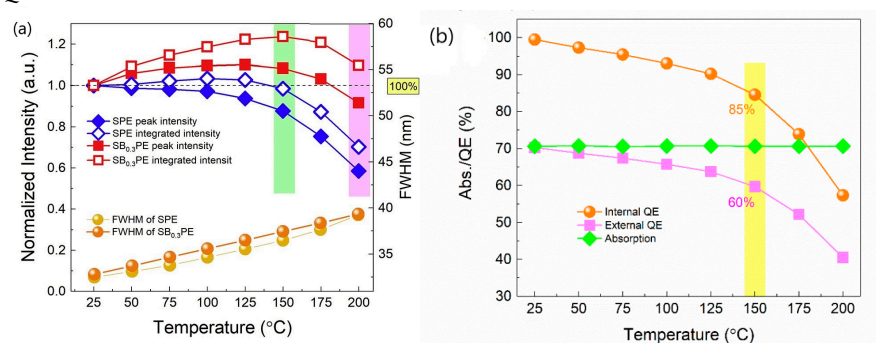 (a)
Normalized Intensity (a.u.)
1.2
1.0
0.8
0.6
0.4
0.2
0.0
SPE peak intensity
SPE integrated intensity
SB0.3PE peak intensity
SB0.3PE integrated intensit
FWHM of SPE
FWHM of SB0.3PE
25 50 75 100 125 150 175 200
Temperature (°C)
60
55
50
45
40
35
100%
FWHM (nm)
(b)
Abs./QE (%)
100
90
80
70
60
50
40
30
85%
60%
Internal QE
External QE
Absorption
25 50 75 100 125 150 175 200
Temperature (°C)